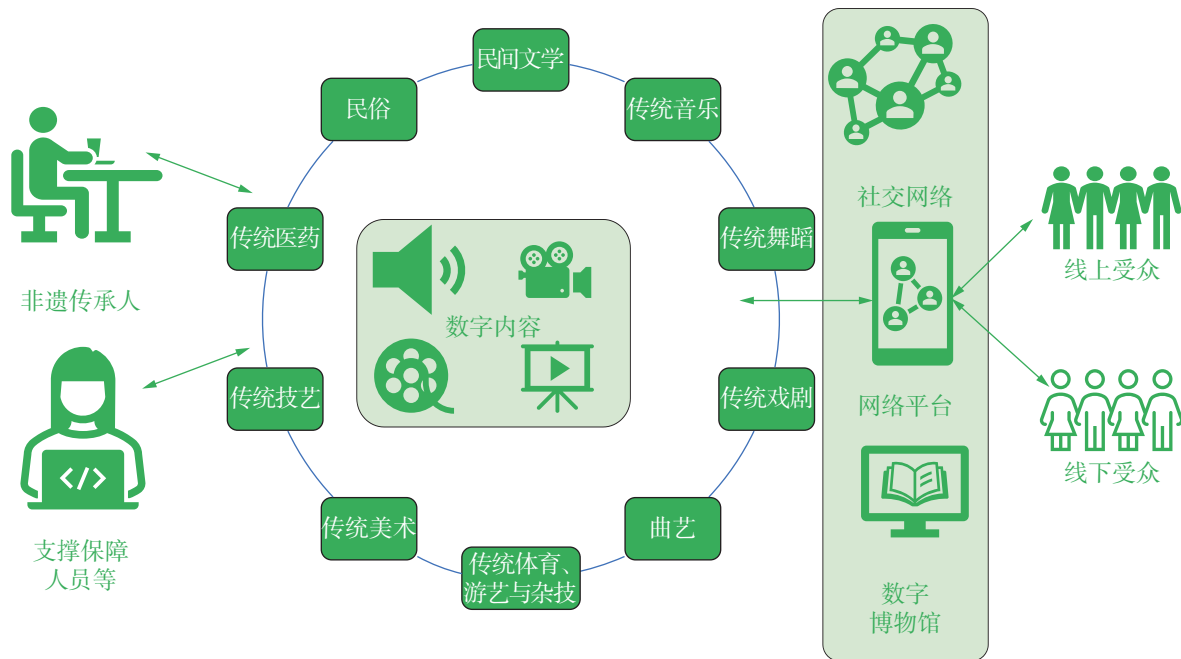 民间文学
民俗
传统音乐
传统医药
传统舞蹈
数字内容
传统技艺
传统戏剧
传统美术
曲艺
传统体育、
游艺与杂技
非遗传承人
支撑保障
人员等
社交网络
网络平台
数字
博物馆
线上受众
线下受众